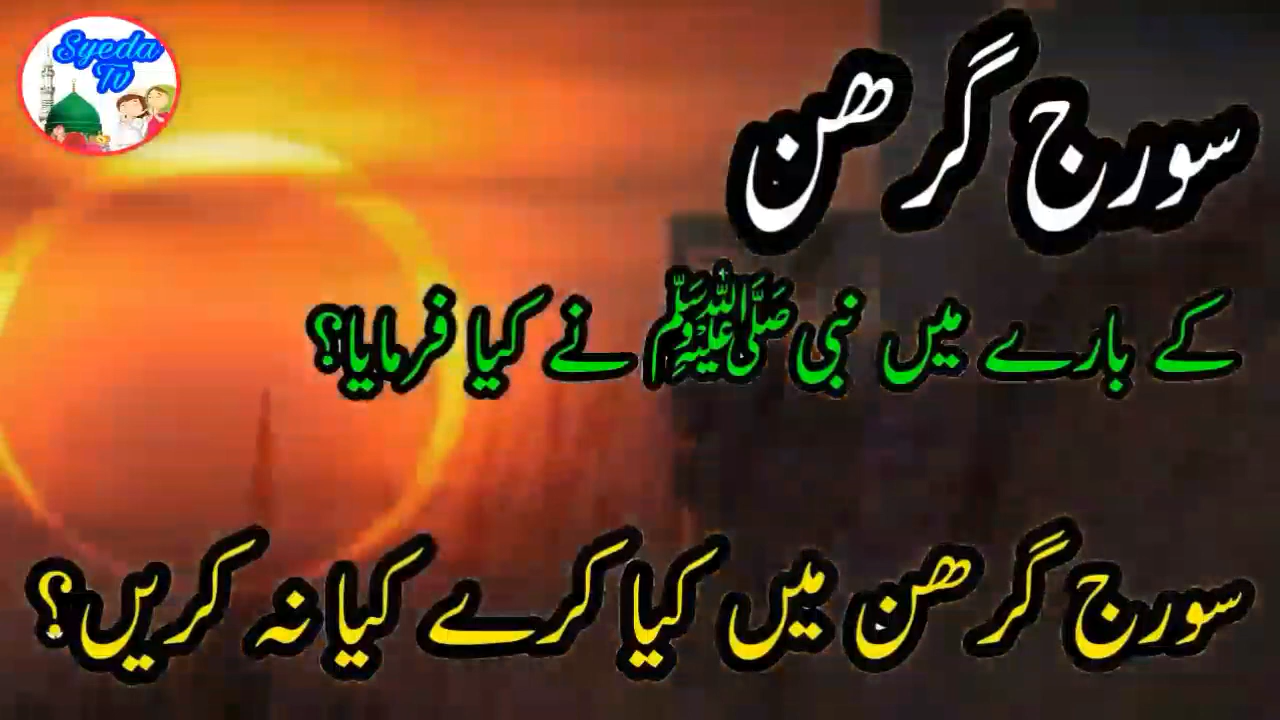 Syeda
Tv
سورج گرھن
کے بارے میں نبی ﷺ نے کیا فرمایا؟
سورج گرھن میں کیا کرے کیا نہ کریں؟